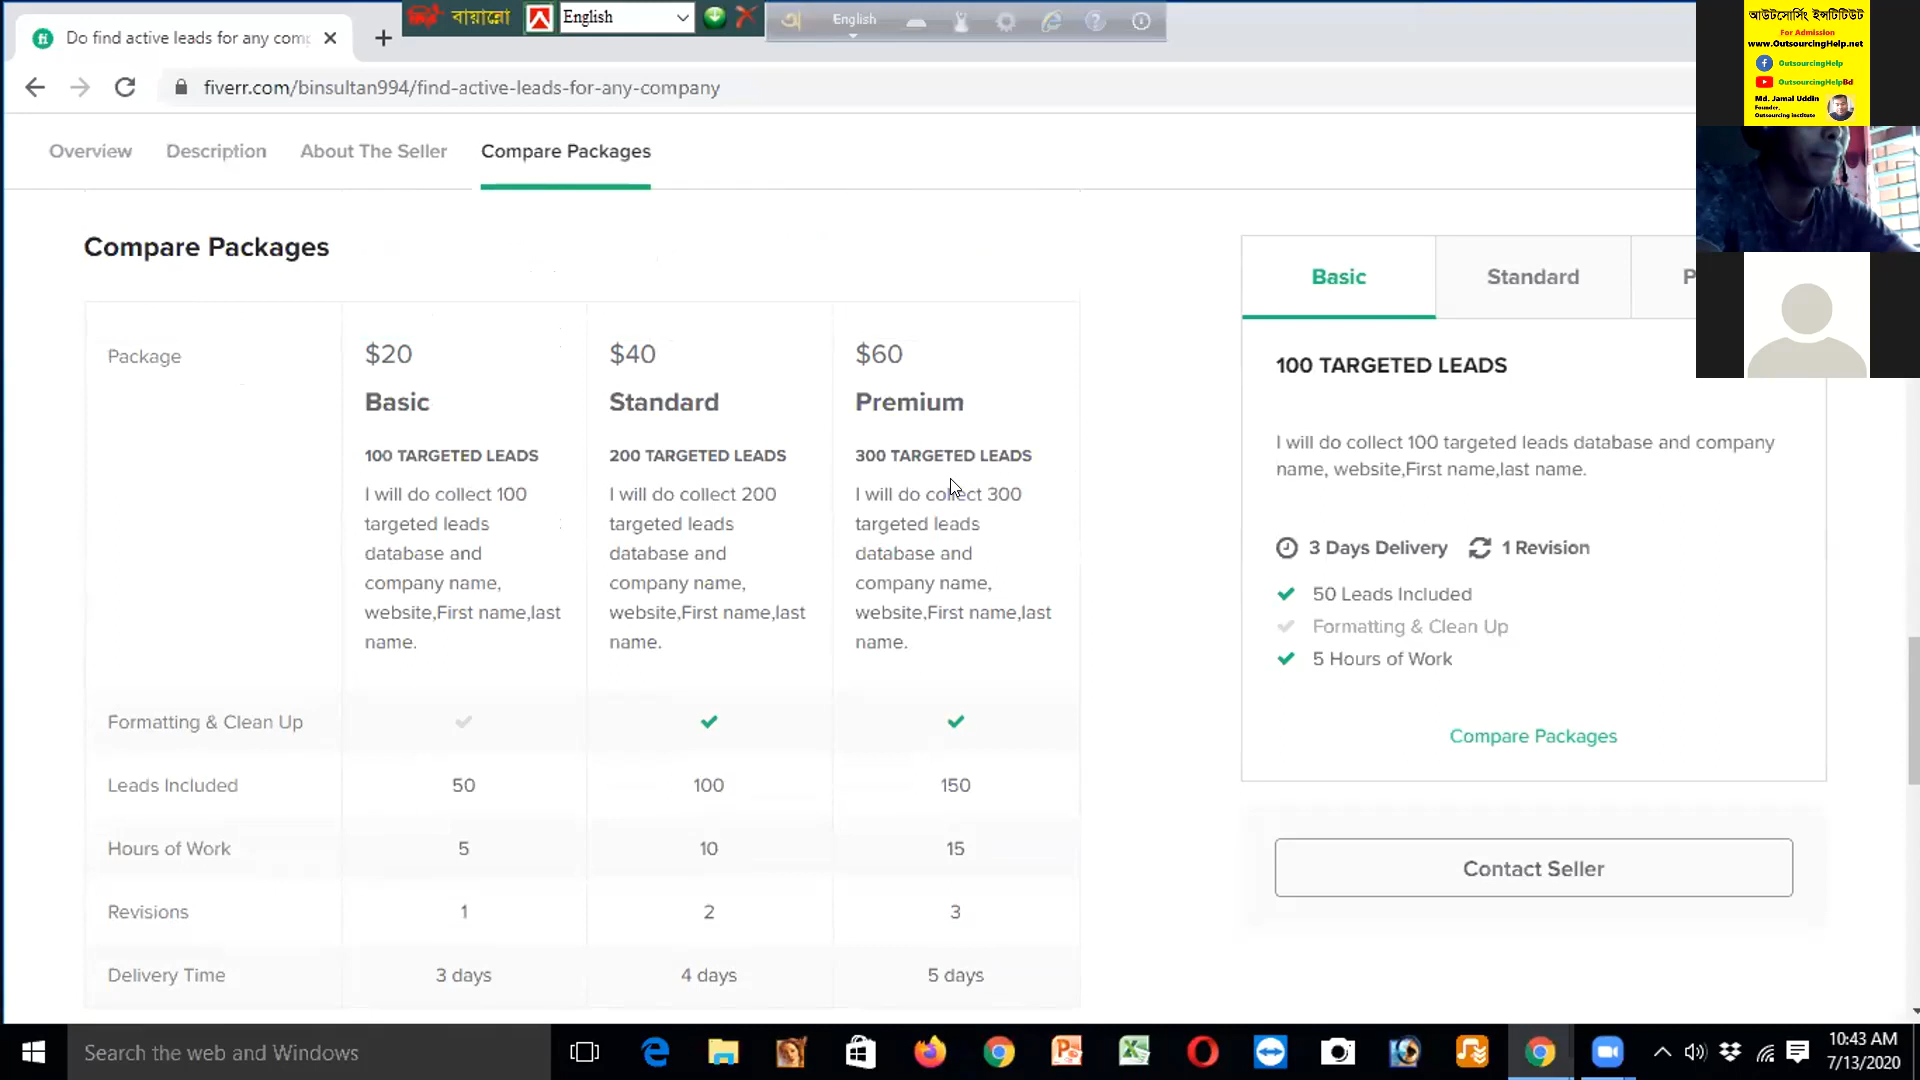 Do find active leads for any com
বায়ান্নো
English
অ
English
fiverr.com/binsultan994/find-active-leads-for-any-company
আউটসোর্সিং ইন্সটিটিউট
For Admission
www.OutsourcingHelp.net
OutsourcingHelp
OutsourcingHelpBd
Md. Jamal Uddin
Founder,
Outsourcing Institute
Overview
Description
About The Seller
Compare Packages
Compare Packages
Package
$20
Basic
100 TARGETED LEADS
I will do collect 100
targeted leads
database and
company name,
website,First name,last
name.
$40
Standard
200 TARGETED LEADS
I will do collect 200
targeted leads
database and
company name,
website,First name,last
name.
$60
Premium
300 TARGETED LEADS
I will do collect 300
targeted leads
database and
company name,
website,First name,last
name.
Formatting & Clean Up
Leads Included
50
100
150
Hours of Work
5
10
15
Revisions
1
2
3
Delivery Time
3 days
4 days
5 days
Basic
Standard
P
100 TARGETED LEADS
I will do collect 100 targeted leads database and company
name, website,First name,last name.
3 Days Delivery
1 Revision
50 Leads Included
Formatting & Clean Up
5 Hours of Work
Compare Packages
Contact Seller
Search the web and Windows
10:43 AM
7/13/2020